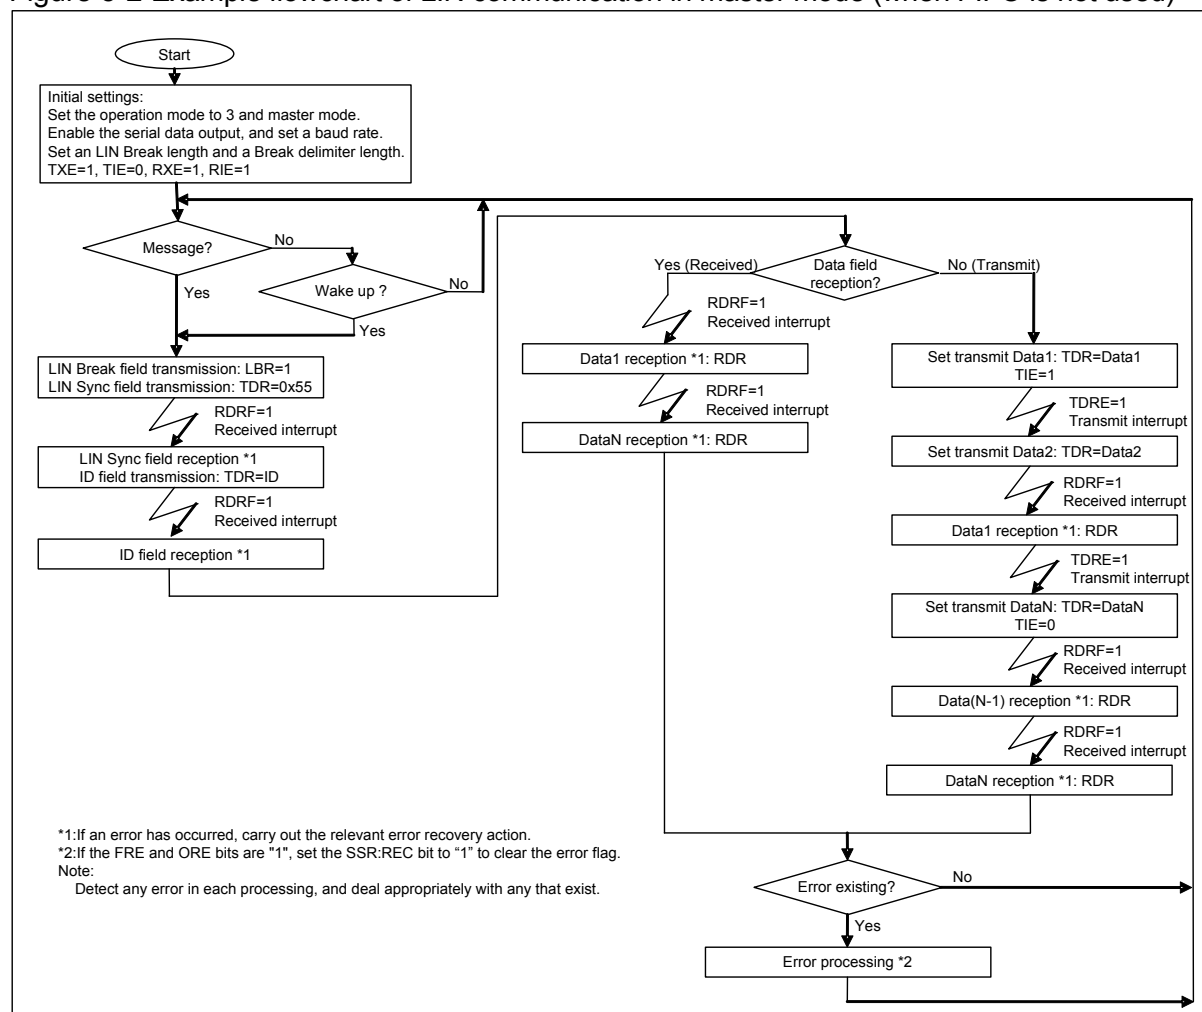 Figure 3-2 Example flowchart of LIN communication in master mode (when FIFO is not used)
Start
Initial settings:
Set the operation mode to 3 and master mode.
Enable the serial data output, and set a baud rate.
Set an LIN Break length and a Break delimiter length.
TXE=1, TIE=0, RXE=1, RIE=1
Message?
No
Wake up ?
No
Yes
Yes
LIN Break field transmission: LBR=1
LIN Sync field transmission: TDR=0x55
RDRF=1
Received interrupt
LIN Sync field reception *1
ID field transmission: TDR=ID
RDRF=1
Received interrupt
ID field reception *1
Data field
reception?
Yes (Received)
RDRF=1
Received interrupt
Data1 reception *1: RDR
RDRF=1
Received interrupt
DataN reception *1: RDR
No (Transmit)
Set transmit Data1: TDR=Data1
TIE=1
TDRE=1
Transmit interrupt
Set transmit Data2: TDR=Data2
RDRF=1
Received interrupt
Data1 reception *1: RDR
TDRE=1
Transmit interrupt
Set transmit DataN: TDR=DataN
TIE=0
RDRF=1
Received interrupt
Data(N-1) reception *1: RDR
RDRF=1
Received interrupt
DataN reception *1: RDR
Error existing?
No
Yes
Error processing *2
*1:If an error has occurred, carry out the relevant error recovery action.
*2:If the FRE and ORE bits are "1", set the SSR:REC bit to “1” to clear the error flag.
Note:
Detect any error in each processing, and deal appropriately with any that exist.